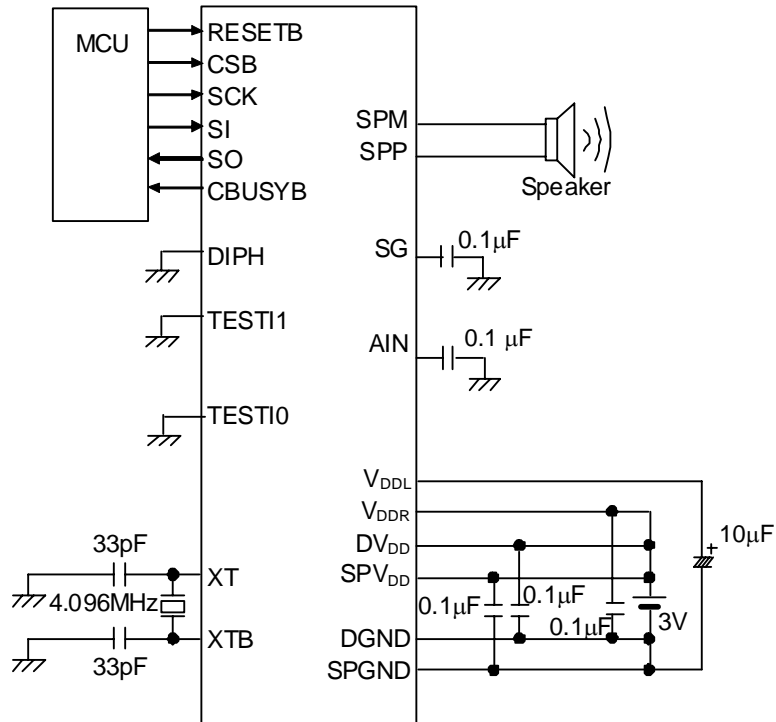 MCU
RESETB
CSB
SCK
SI
SO
CBUSYB
DIPH
TESTI1
TESTI0
33pF
XT
4.096MHz
XTB
33pF
SPM
SPP
Speaker
SG
0.1μF
AIN
0.1 μF
VDDL
VDDR
DVDD
SPVDD
DGND
SPGND
0.1μF
0.1μF
0.1μF
3V
10μF
+